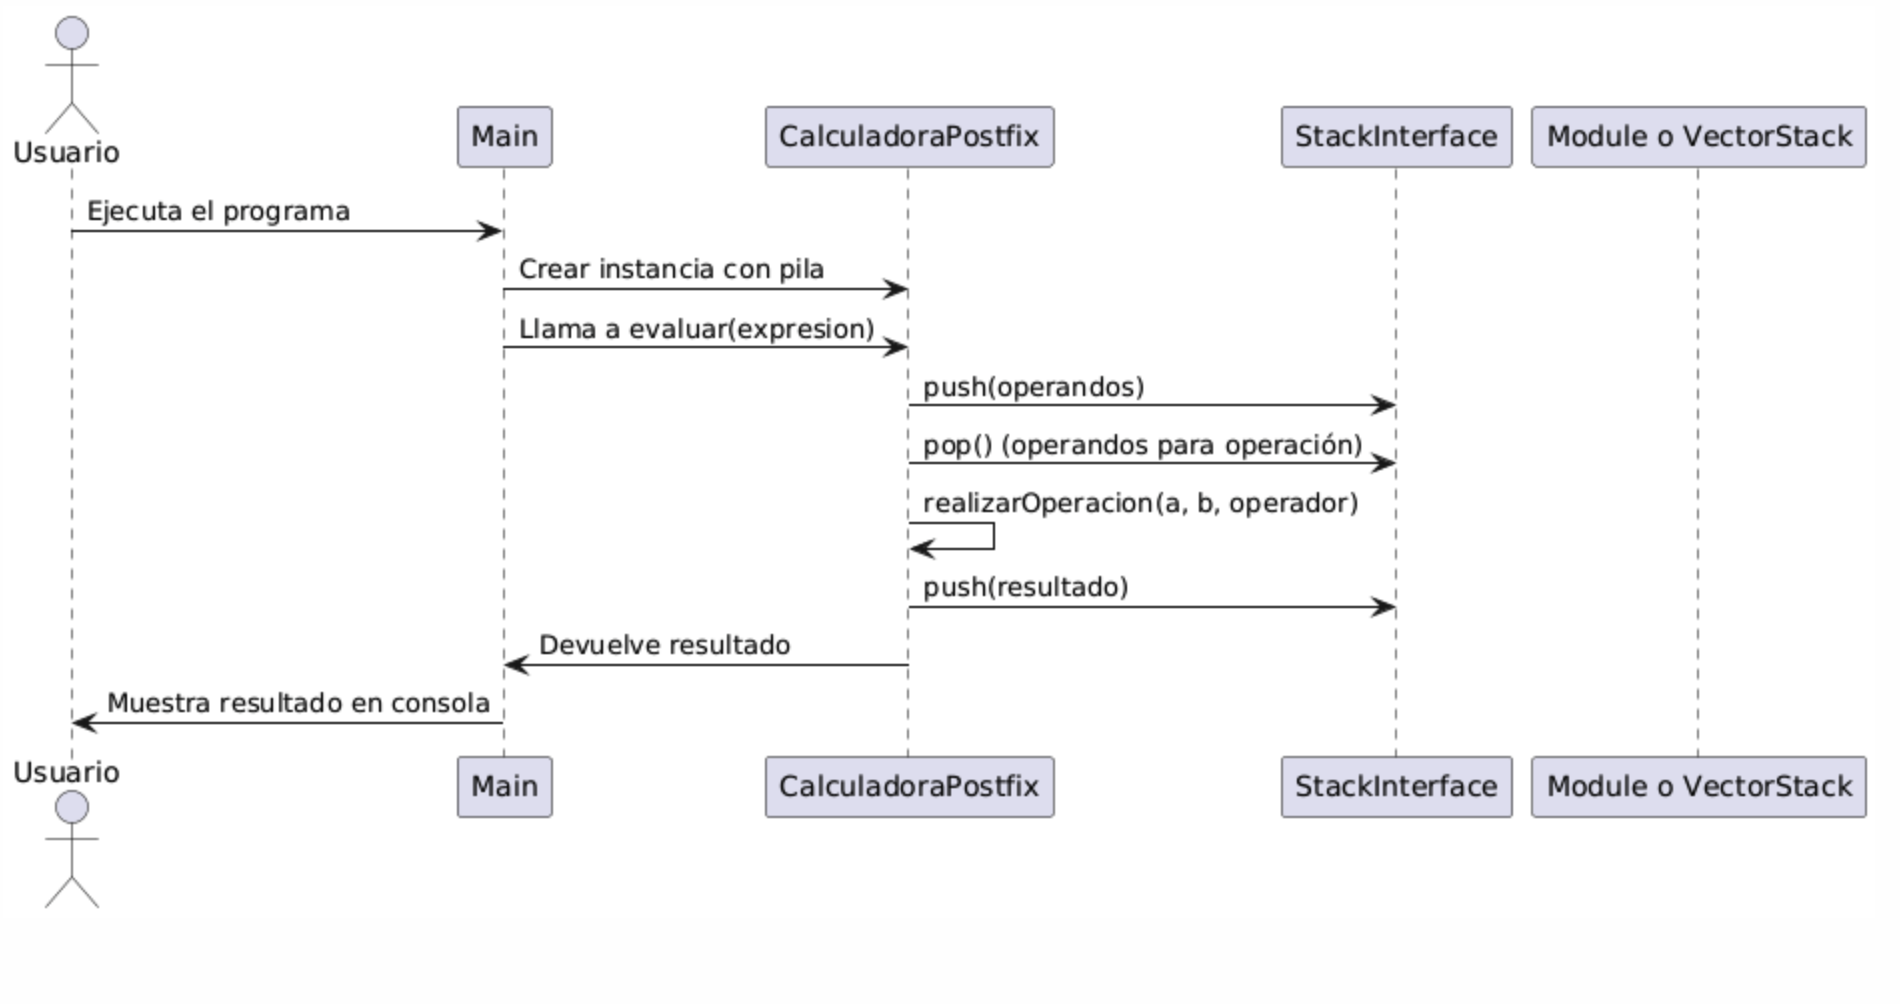 Usuario
Main
CalculadoraPostfix
StackInterface
Module o VectorStack
Ejecuta el programa
Crear instancia con pila
Llama a evaluar(expresion)
push(operandos)
pop() (operandos para operación)
realizarOperacion(a, b, operador)
push(resultado)
Devuelve resultado
Muestra resultado en consola
Usuario
Main
CalculadoraPostfix
StackInterface
Module o VectorStack